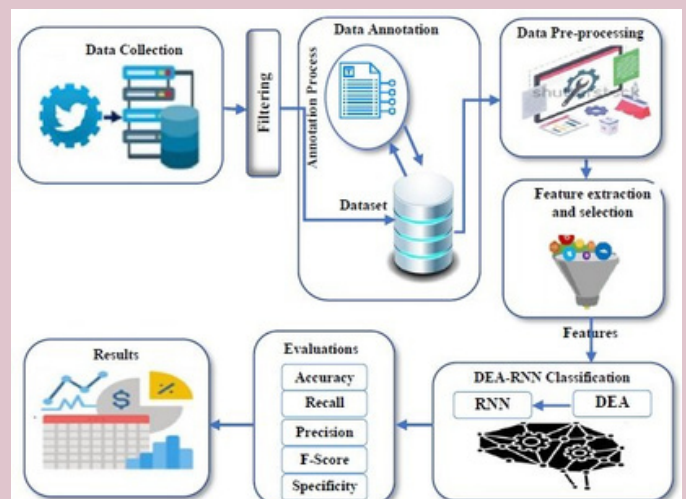 Data Collection
Filtering
Data Annotation
Annotation Process
Dataset
Data Pre-processing
Feature extraction
and selection
Features
DEA-RNN Classification
RNN
DEA
Evaluations
Accuracy
Recall
Precision
F-Score
Specificity
Results
$
%